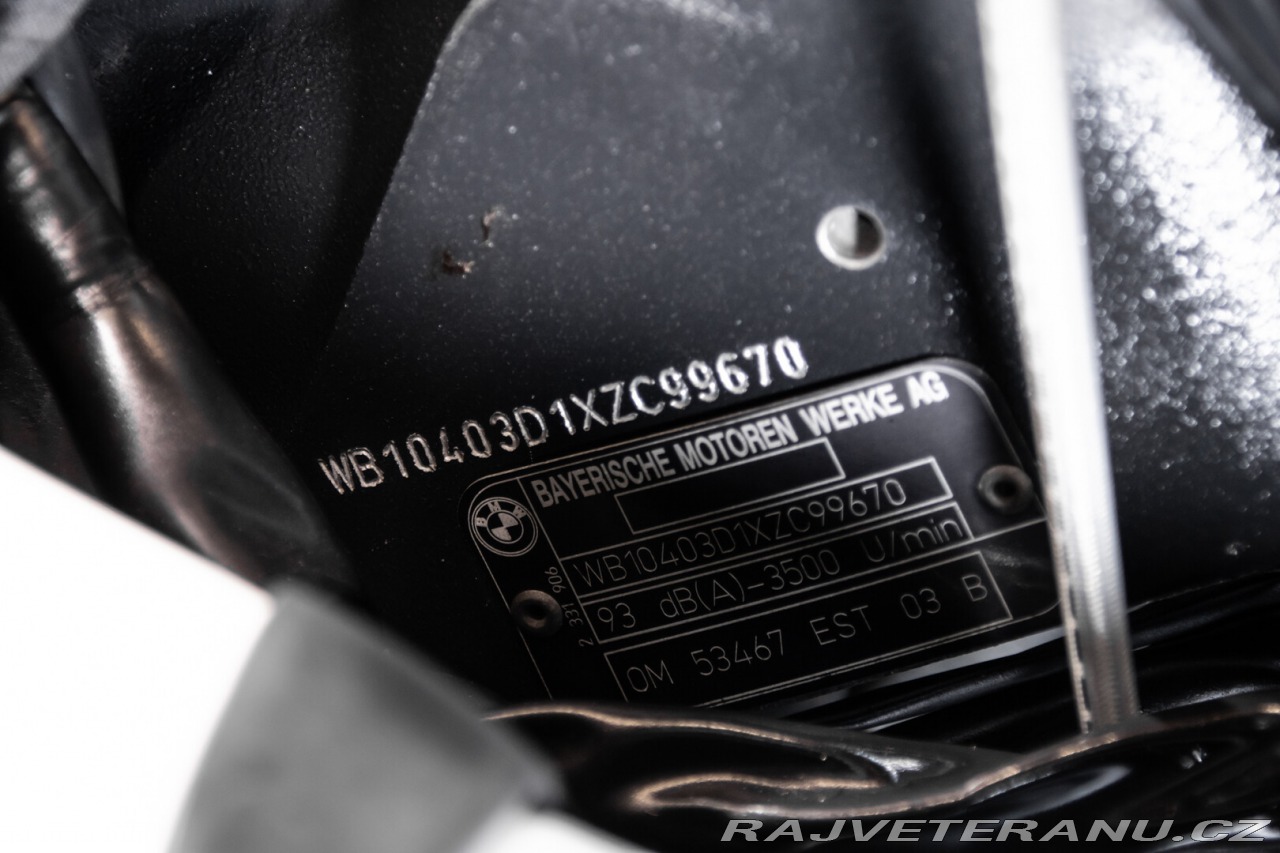 WB10403D1XZC99670
BAYERISCHE MOTOREN WERKE AG
BMW
WB10403D1XZC99670
93 dB(A)-3500 U/min
2 331 906
OM 53467 EST 03 B
RAJVETERANU.CZ